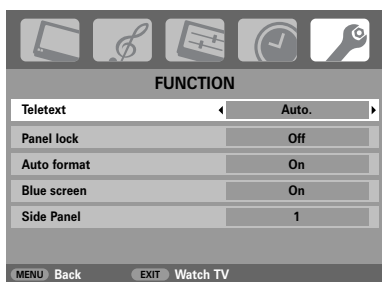 FUNCTION
Teletext Auto.
Panel lock Off
Auto format On
Blue screen On
Side Panel 1
MENU Back EXIT Watch TV